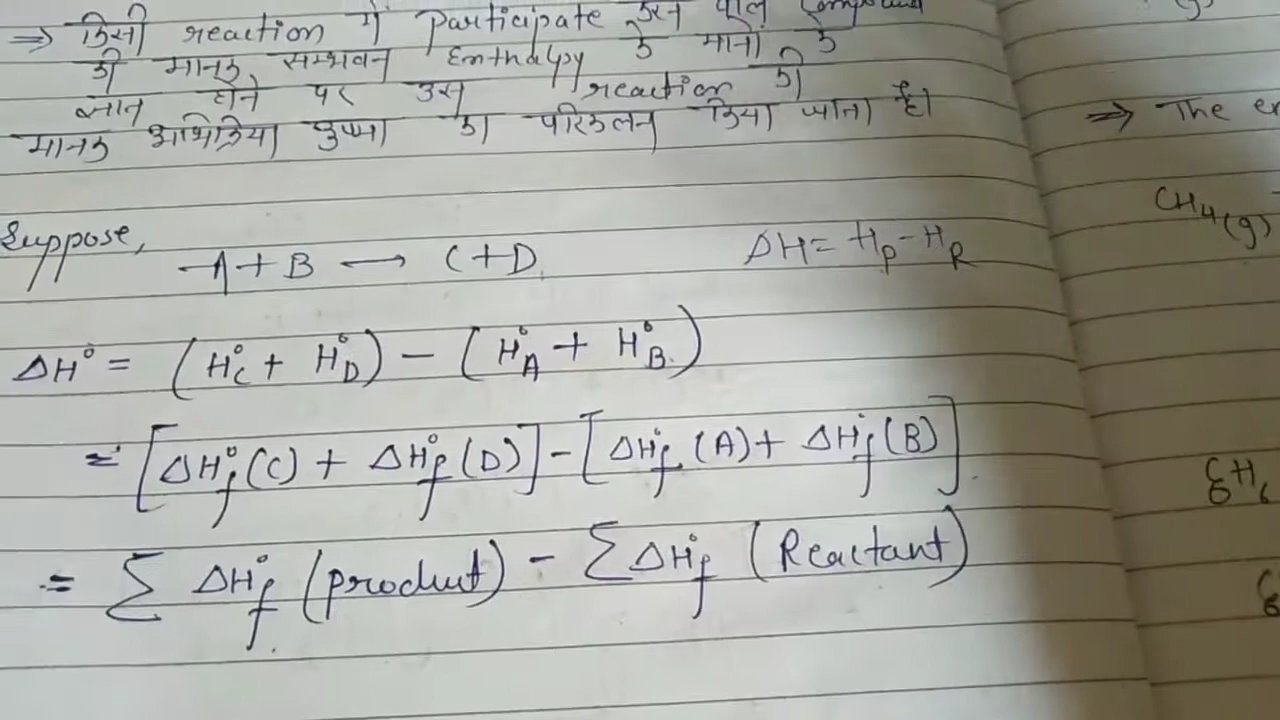 ⇒ किसी reaction में Participate करने वाले Compound
की मानक सम्भवन Enthalpy के मानों के
ज्ञात होने पर उस reaction की
मानक अभिक्रिया ऊष्मा का परिकलन किया जाता है।
Suppose,
A + B ⟶ C + D
ΔH = H_P - H_R
ΔH° = (H°_C + H°_D) - (H°_A + H°_B)
= [ΔH°_f (C) + ΔH°_f (D)] - [ΔH°_f (A) + ΔH°_f (B)]
= Σ ΔH°_f (product) - Σ ΔH°_f (Reactant)
⇒ The
CH₄(g)